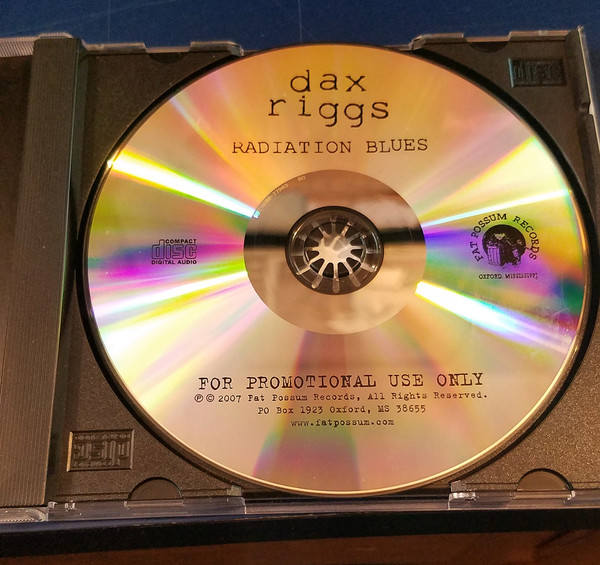 dax
riggs
RADIATION BLUES
COMPACT
disc
DIGITAL AUDIO
FAT POSSUM RECORDS
OXFORD MISSISSIPPI
FOR PROMOTIONAL USE ONLY
℗ © 2007 Fat Possum Records, All Rights Reserved.
PO Box 1923 Oxford, MS 38655
www.fatpossum.com